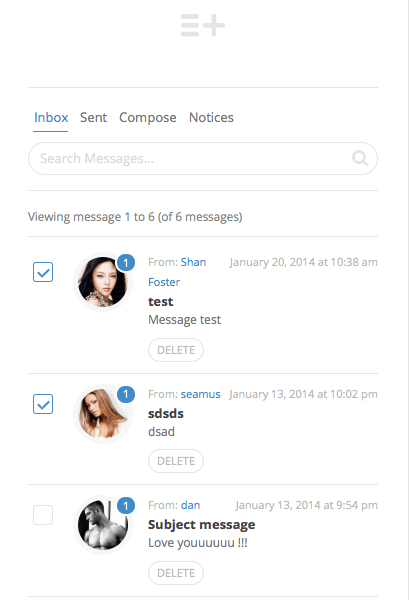 Inbox Sent Compose Notices
Search Messages...
Viewing message 1 to 6 (of 6 messages)
1
From: Shan Foster
January 20, 2014 at 10:38 am
test
Message test
DELETE
1
From: seamus
January 13, 2014 at 10:02 pm
sdsds
dsad
DELETE
1
From: dan
January 13, 2014 at 9:54 pm
Subject message
Love youuuuuu !!!
DELETE